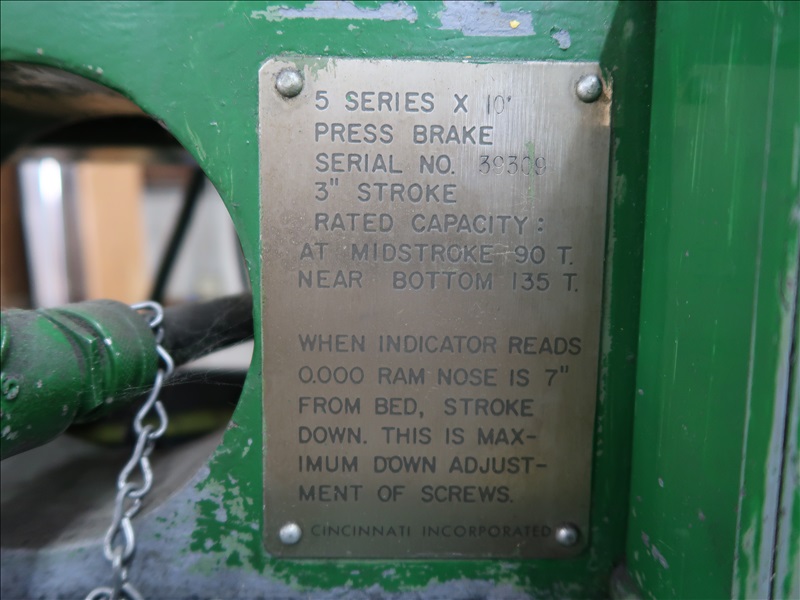 5 SERIES X 10'
PRESS BRAKE
SERIAL NO. 39309
3" STROKE
RATED CAPACITY:
AT MIDSTROKE 90 T.
NEAR BOTTOM 135 T.
WHEN INDICATOR READS
0.000 RAM NOSE IS 7"
FROM BED, STROKE
DOWN. THIS IS MAX-
IMUM DOWN ADJUST-
MENT OF SCREWS.
CINCINNATI INCORPORATED